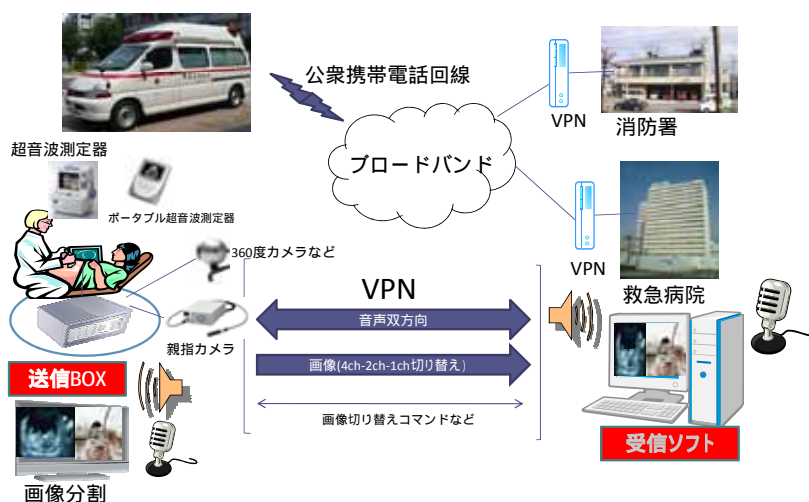 公衆携帯電話回線
VPN
消防署
超音波測定器
ブロードバンド
ポータブル超音波測定器
360度カメラなど
VPN
救急病院
VPN
音声双方向
親指カメラ
画像(4ch-2ch-1ch切り替え)
送信BOX
画像切り替えコマンドなど
受信ソフト
画像分割